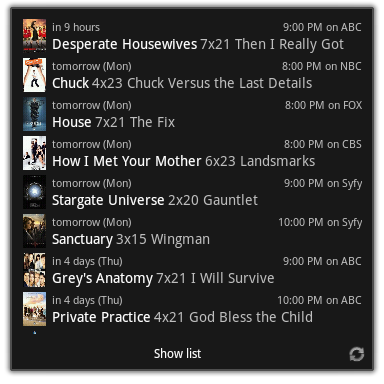 in 9 hours 9:00 PM on ABC
Desperate Housewives 7x21 Then I Really Got
tomorrow (Mon) 8:00 PM on NBC
Chuck 4x23 Chuck Versus the Last Details
tomorrow (Mon) 8:00 PM on FOX
House 7x21 The Fix
tomorrow (Mon) 8:00 PM on CBS
How I Met Your Mother 6x23 Landsmarks
tomorrow (Mon) 9:00 PM on Syfy
Stargate Universe 2x20 Gauntlet
tomorrow (Mon) 10:00 PM on Syfy
Sanctuary 3x15 Wingman
in 4 days (Thu) 9:00 PM on ABC
Grey's Anatomy 7x21 I Will Survive
in 4 days (Thu) 10:00 PM on ABC
Private Practice 4x21 God Bless the Child
Show list